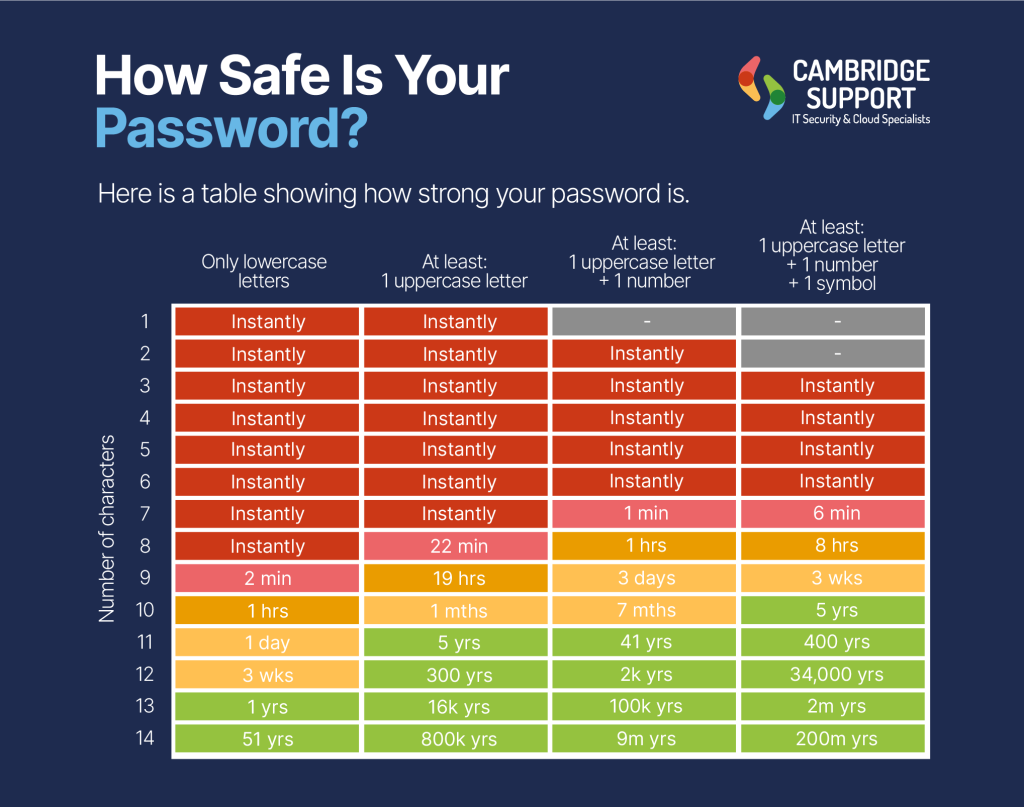 How Safe Is Your
Password?
CAMBRIDGE
SUPPORT
IT Security & Cloud Specialists
Here is a table showing how strong your password is.
Only lowercase
letters
At least:
1 uppercase letter
At least:
1 uppercase letter
+ 1 number
At least:
1 uppercase letter
+ 1 number
+ 1 symbol
Number of characters
1 Instantly Instantly - -
2 Instantly Instantly Instantly -
3 Instantly Instantly Instantly Instantly
4 Instantly Instantly Instantly Instantly
5 Instantly Instantly Instantly Instantly
6 Instantly Instantly Instantly Instantly
7 Instantly Instantly 1 min 6 min
8 Instantly 22 min 1 hrs 8 hrs
9 2 min 19 hrs 3 days 3 wks
10 1 hrs 1 mths 7 mths 5 yrs
11 1 day 5 yrs 41 yrs 400 yrs
12 3 wks 300 yrs 2k yrs 34,000 yrs
13 1 yrs 16k yrs 100k yrs 2m yrs
14 51 yrs 800k yrs 9m yrs 200m yrs